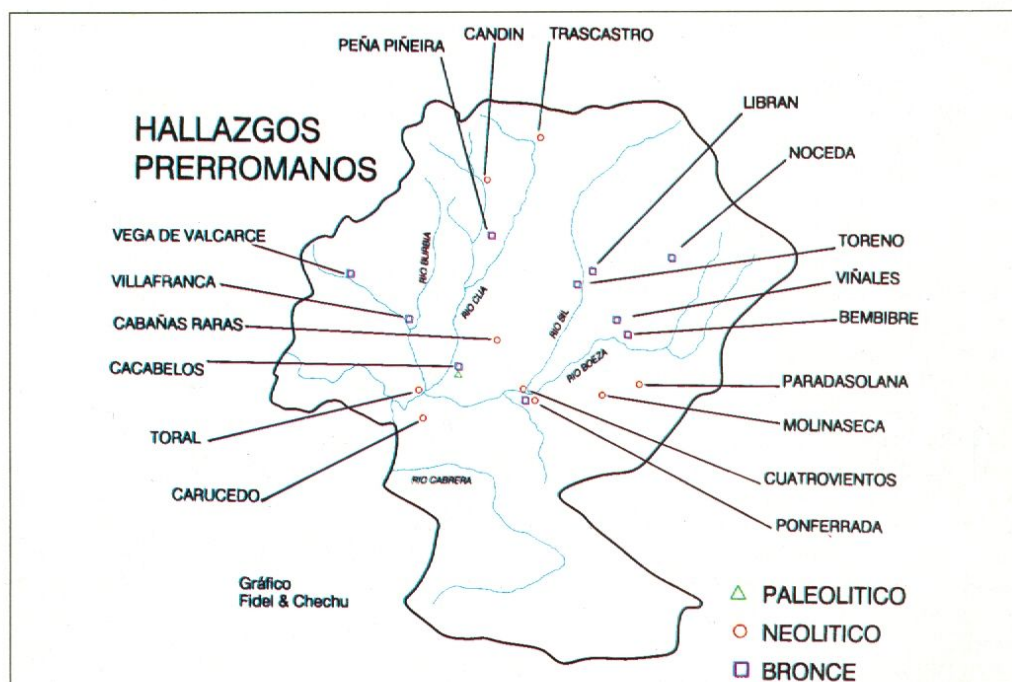 PEÑA PIÑEIRA
CANDIN
TRASCASTRO
LIBRAN
NOCEDA
HALLAZGOS
PRERROMANOS
VEGA DE VALCARCE
VILLAFRANCA
CABAÑAS RARAS
CACABELOS
TORAL
CARUCEDO
RIO BURBIA
RIO CUA
RIO SIL
RIO BOEZA
RIO CABRERA
TORENO
VIÑALES
BEMBIBRE
PARADASOLANA
MOLINASECA
CUATROVIENTOS
PONFERRADA
Gráfico
Fidel & Chechu
PALEOLITICO
NEOLITICO
BRONCE